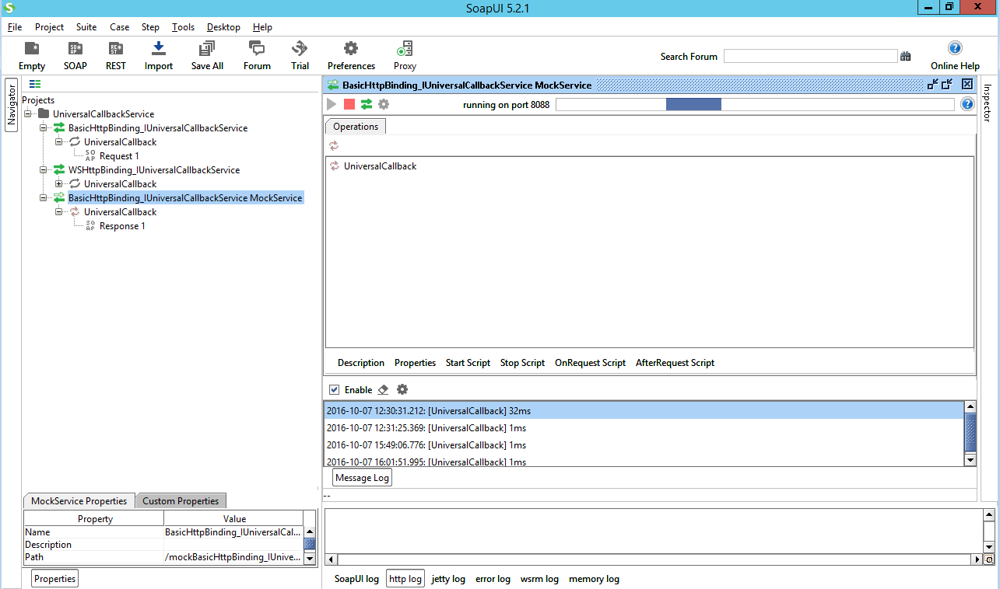 SoapUI 5.2.1
File Project Suite Case Step Tools Desktop Help
Empty SOAP REST Import Save All Forum Trial Preferences Proxy Search Forum Online Help
Navigator
Projects
UniversalCallbackService
BasicHttpBinding_IUniversalCallbackService
UniversalCallback
Request 1
WSHttpBinding_IUniversalCallbackService
UniversalCallback
BasicHttpBinding_IUniversalCallbackService MockService
UniversalCallback
Response 1
MockService Properties Custom Properties
Property Value
Name BasicHttpBinding_IUniversalCal...
Description
Path /mockBasicHttpBinding_IUnive...
Properties
BasicHttpBinding_IUniversalCallbackService MockService
running on port 8088
Operations
UniversalCallback
Description Properties Start Script Stop Script OnRequest Script AfterRequest Script
Enable
2016-10-07 12:30:31.212: [UniversalCallback] 32ms
2016-10-07 12:31:25.369: [UniversalCallback] 1ms
2016-10-07 15:49:06.776: [UniversalCallback] 1ms
2016-10-07 16:01:51.995: [UniversalCallback] 1ms
Message Log
--
SoapUI log http log jetty log error log wsrm log memory log
Inspector